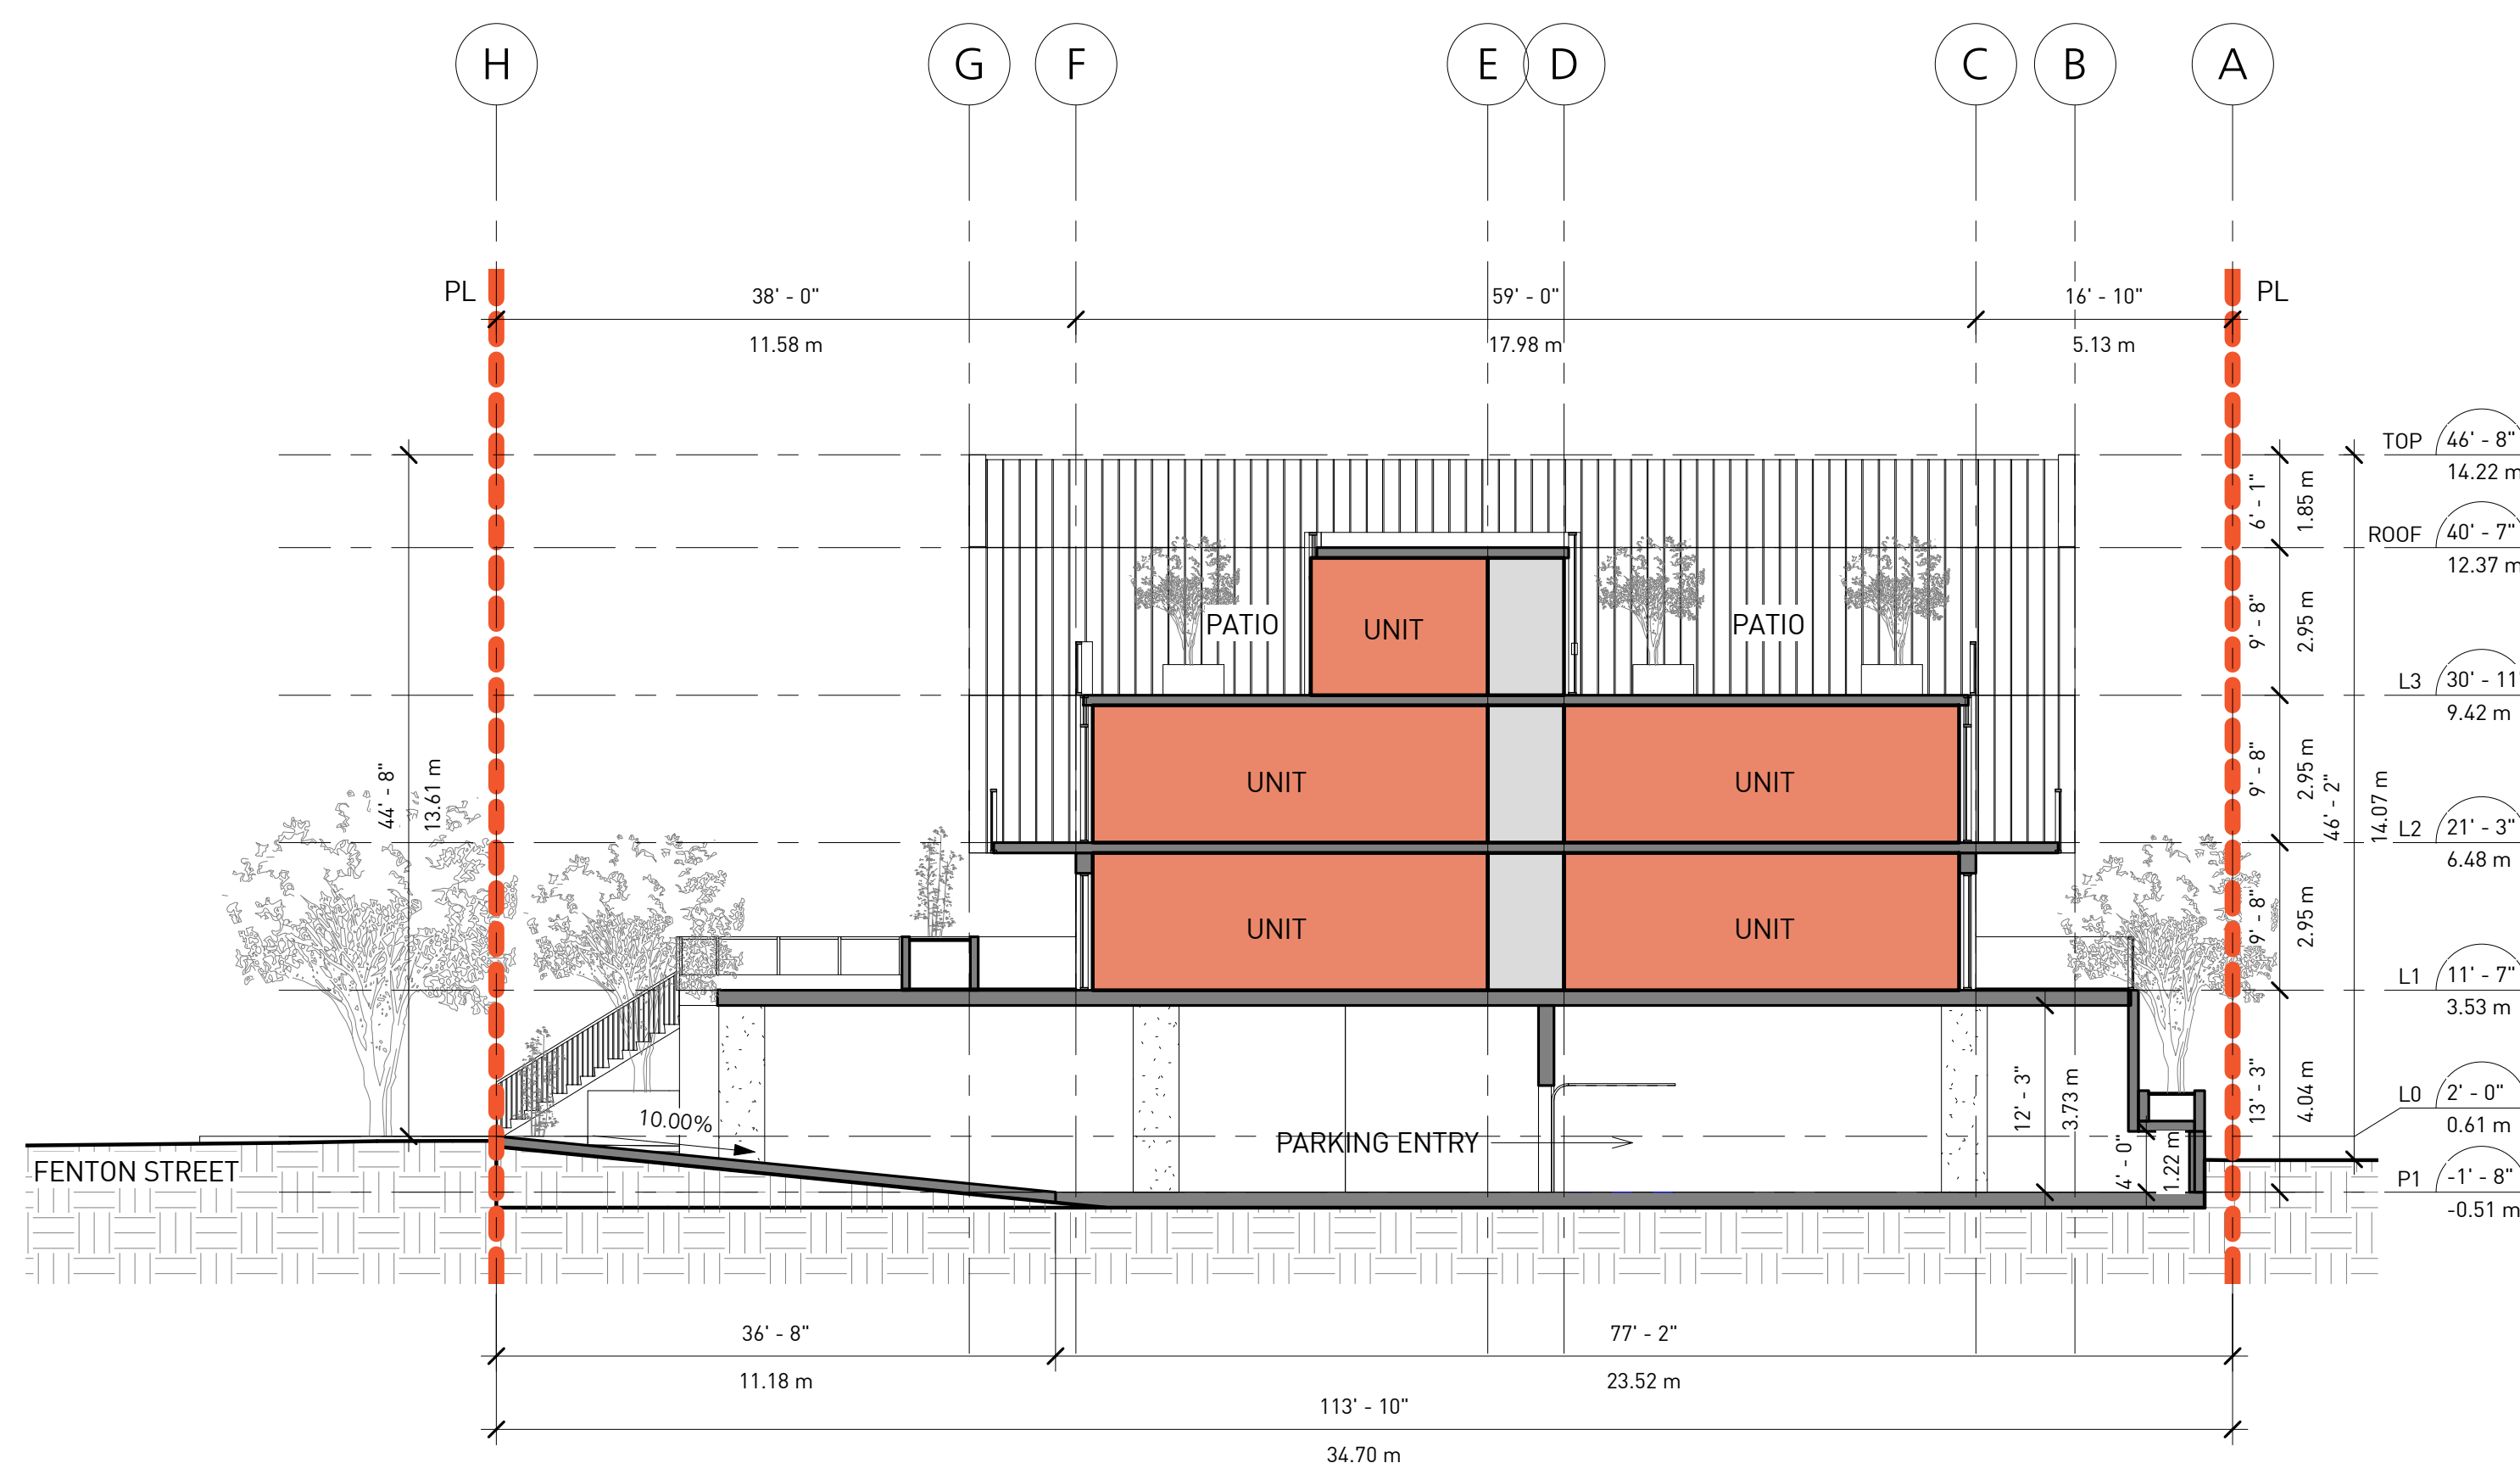 H
G
F
E
D
C
B
A
PL
38' - 0"
59' - 0"
16' - 10"
PL
11.58 m
17.98 m
5.13 m
TOP
46' - 8"
14.22 m
6' - 1"
1.85 m
ROOF
40' - 7"
12.37 m
PATIO
UNIT
PATIO
9' - 8"
2.95 m
L3
30' - 11
9.42 m
44' - 8"
13.61 m
UNIT
UNIT
9' - 8"
2.95 m
46' - 2"
14.07 m
L2
21' - 3"
6.48 m
UNIT
UNIT
9' - 8"
2.95 m
L1
11' - 7"
3.53 m
10.00%
PARKING ENTRY
12' - 3"
3.73 m
13' - 3"
4.04 m
L0
2' - 0"
0.61 m
FENTON STREET
4' - 0"
1.22 m
P1
-1' - 8"
-0.51 m
36' - 8"
77' - 2"
11.18 m
23.52 m
113' - 10"
34.70 m